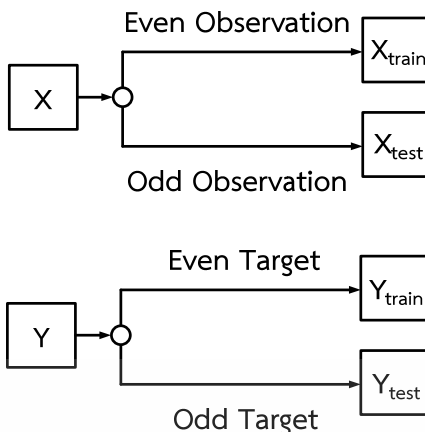 Even Observation
X
Xtrain
Xtest
Odd Observation
Even Target
Y
Ytrain
Ytest
Odd Target